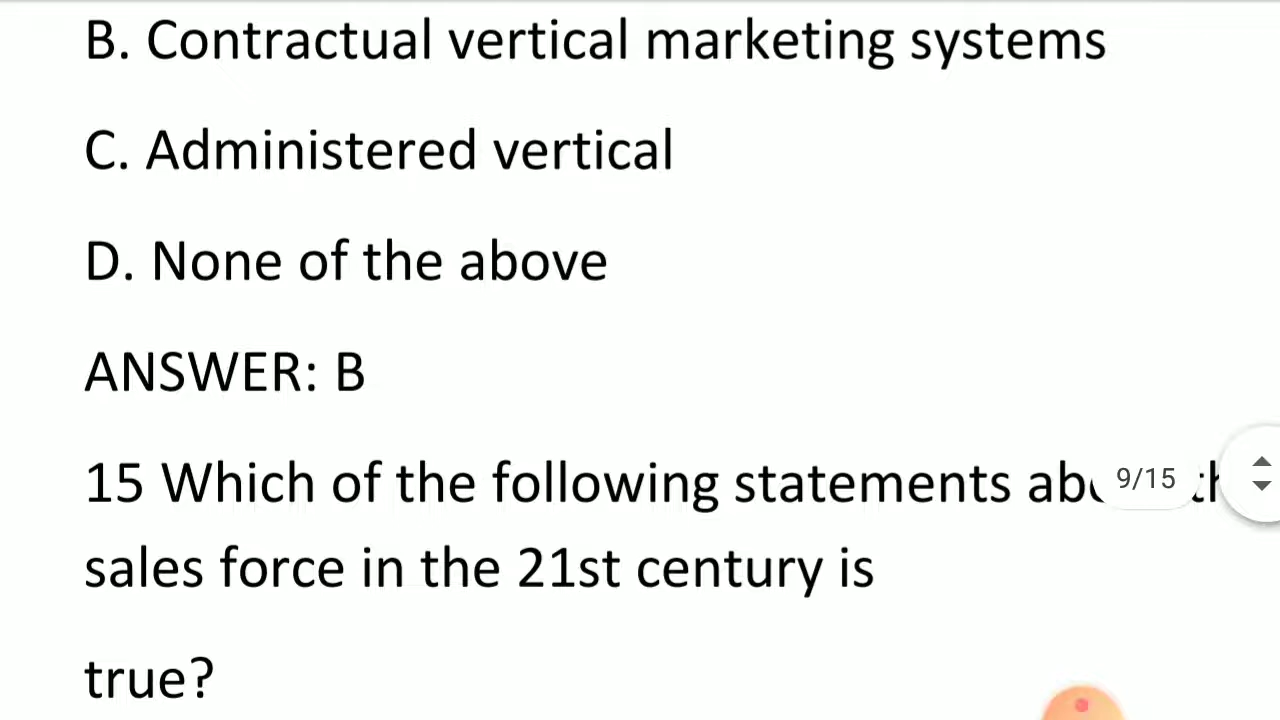 B. Contractual vertical marketing systems
C. Administered vertical
D. None of the above
ANSWER: B
15 Which of the following statements
9/15
sales force in the 21st century is
true?